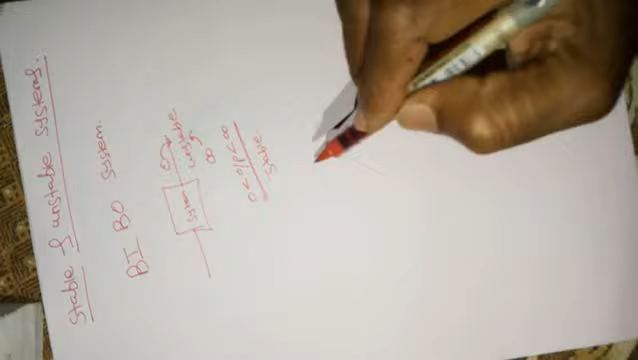 Stable & unstable systems.
BI BO system.
System
O/P
unstable.
∞
0 < O/P < ∞
Stable.